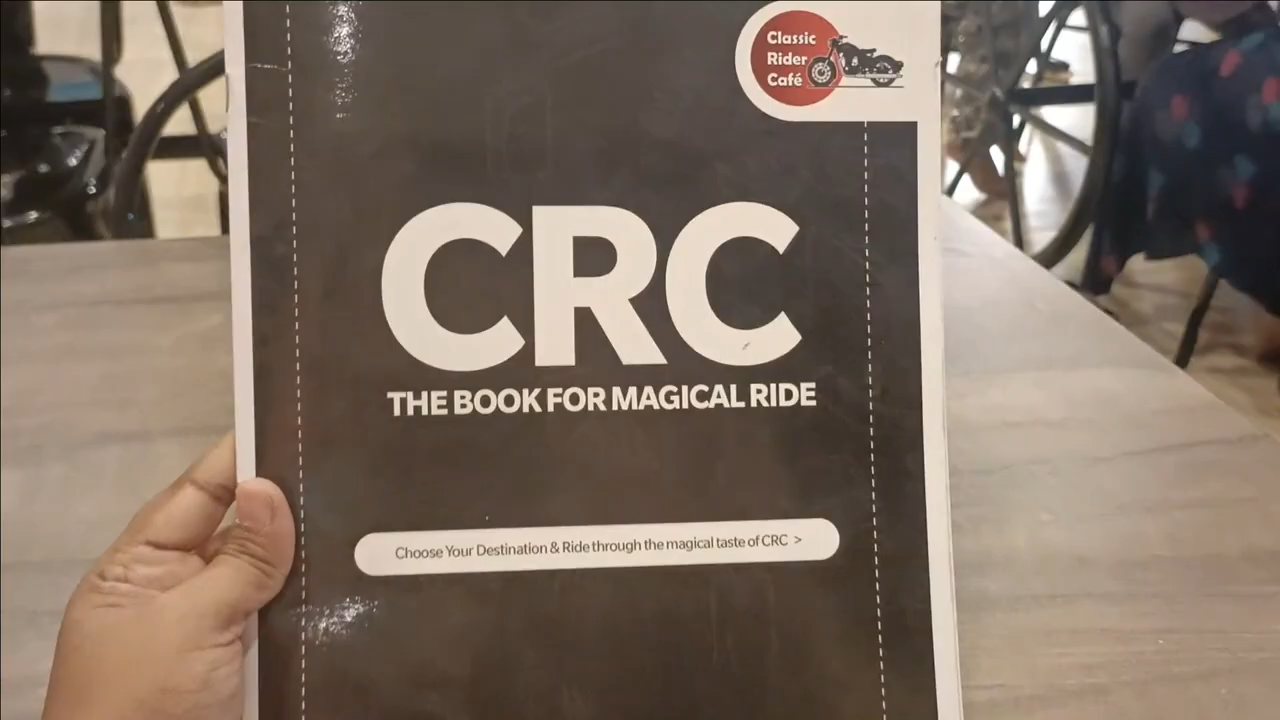 Classic
Rider
Café
CRC
THE BOOK FOR MAGICAL RIDE
Choose Your Destination & Ride through the magical taste of CRC >